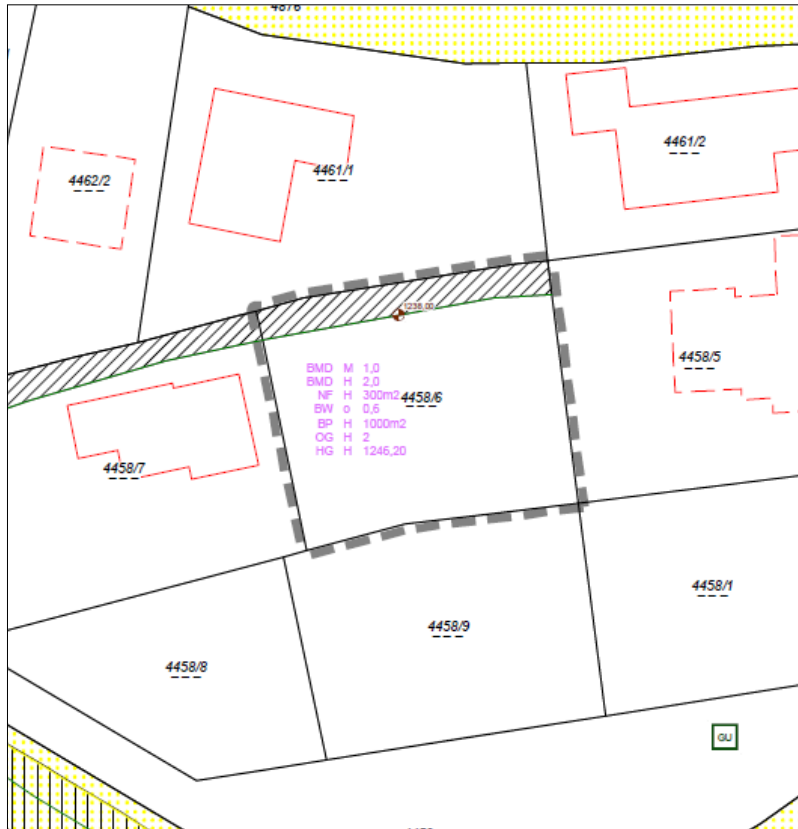 4461/2
4462/2
4461/1
1238,00
4458/5
BMD M 1,0
BMD H 2,0
NF H 300m2
BW o 0,6
BP H 1000m2
OG H 2
HG H 1246,20
4458/6
4458/7
4458/1
4458/9
4458/8
GU